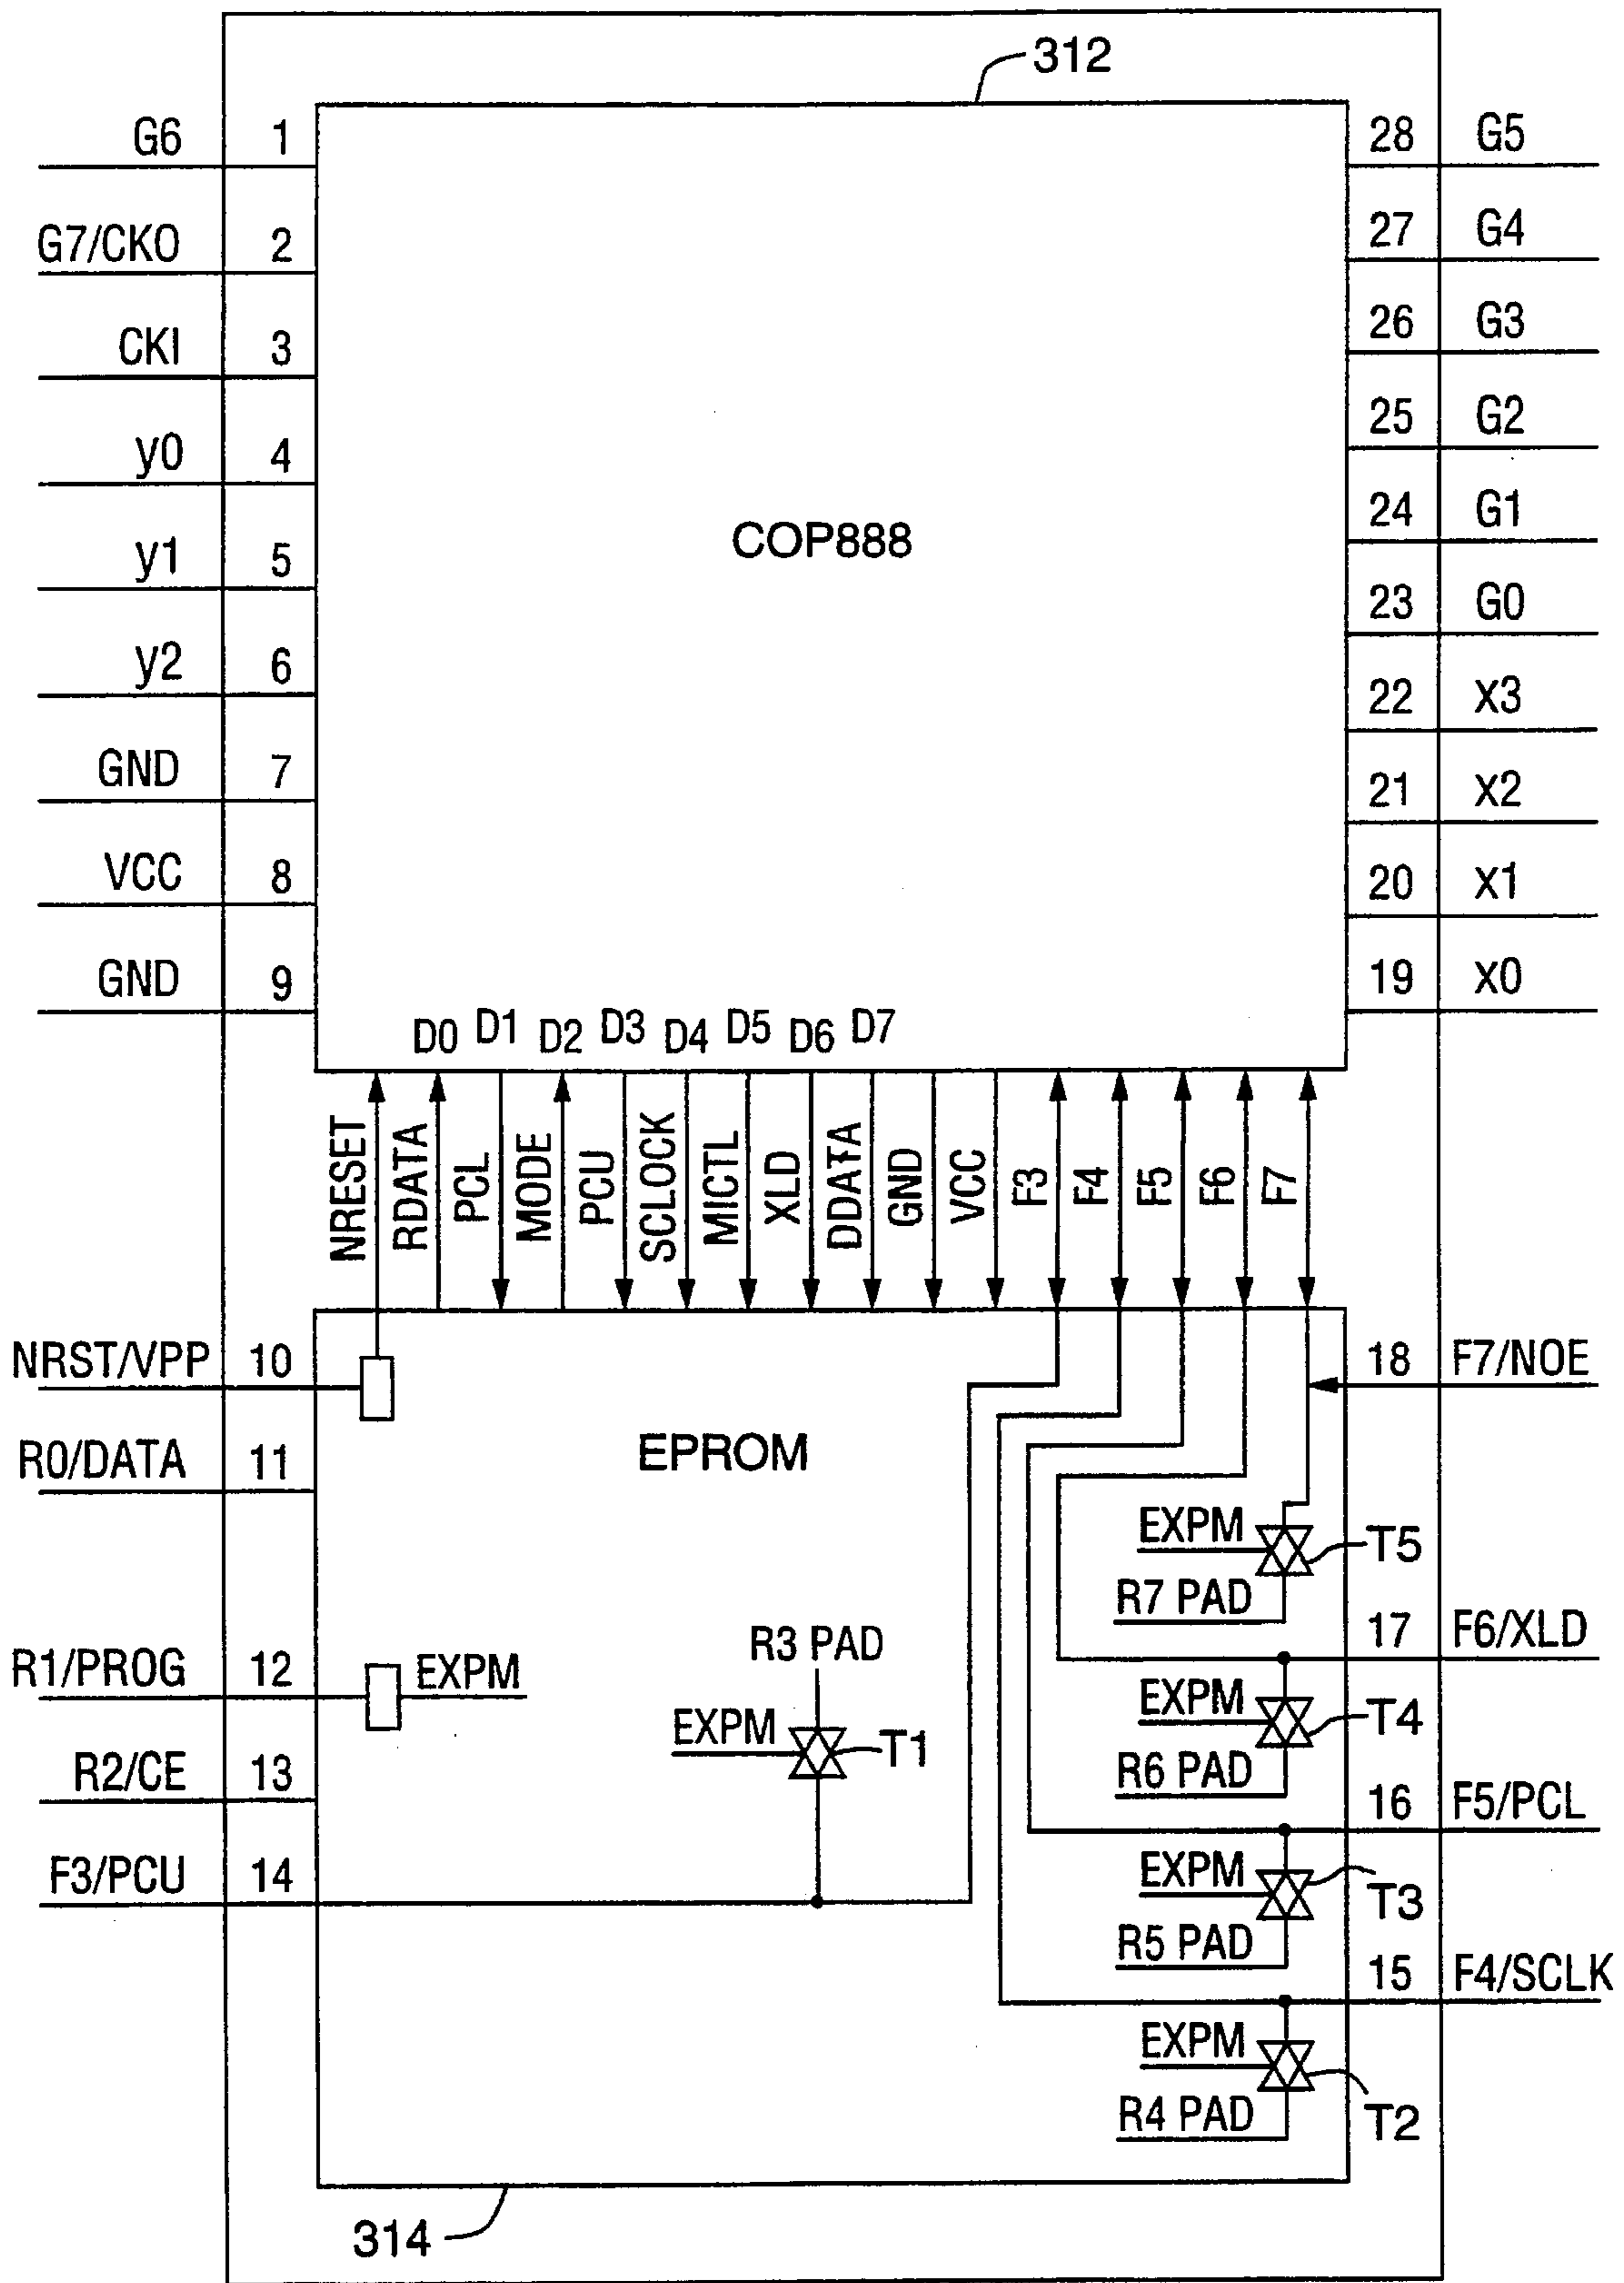 312
G6 1
28 G5
G7/CKO 2
27 G4
CKI 3
26 G3
y0 4
25 G2
y1 5
24 G1
COP888
23 G0
y2 6
22 X3
GND 7
21 X2
VCC 8
20 X1
GND 9
19 X0
D0 D1 D2 D3 D4 D5 D6 D7
NRESET
RDATA
PCL
MODE
PCU
SCLOCK
MICTL
XLD
DDATA
GND
VCC
F3
F4
F5
F6
F7
NRST/VPP 10
18 F7/NOE
EPROM
R0/DATA 11
EXPM
T5
R7 PAD
17 F6/XLD
R3 PAD
R1/PROG 12 EXPM
EXPM
T4
EXPM
T1
R6 PAD
R2/CE 13
16 F5/PCL
F3/PCU 14
EXPM
T3
R5 PAD
15 F4/SCLK
EXPM
R4 PAD
T2
314